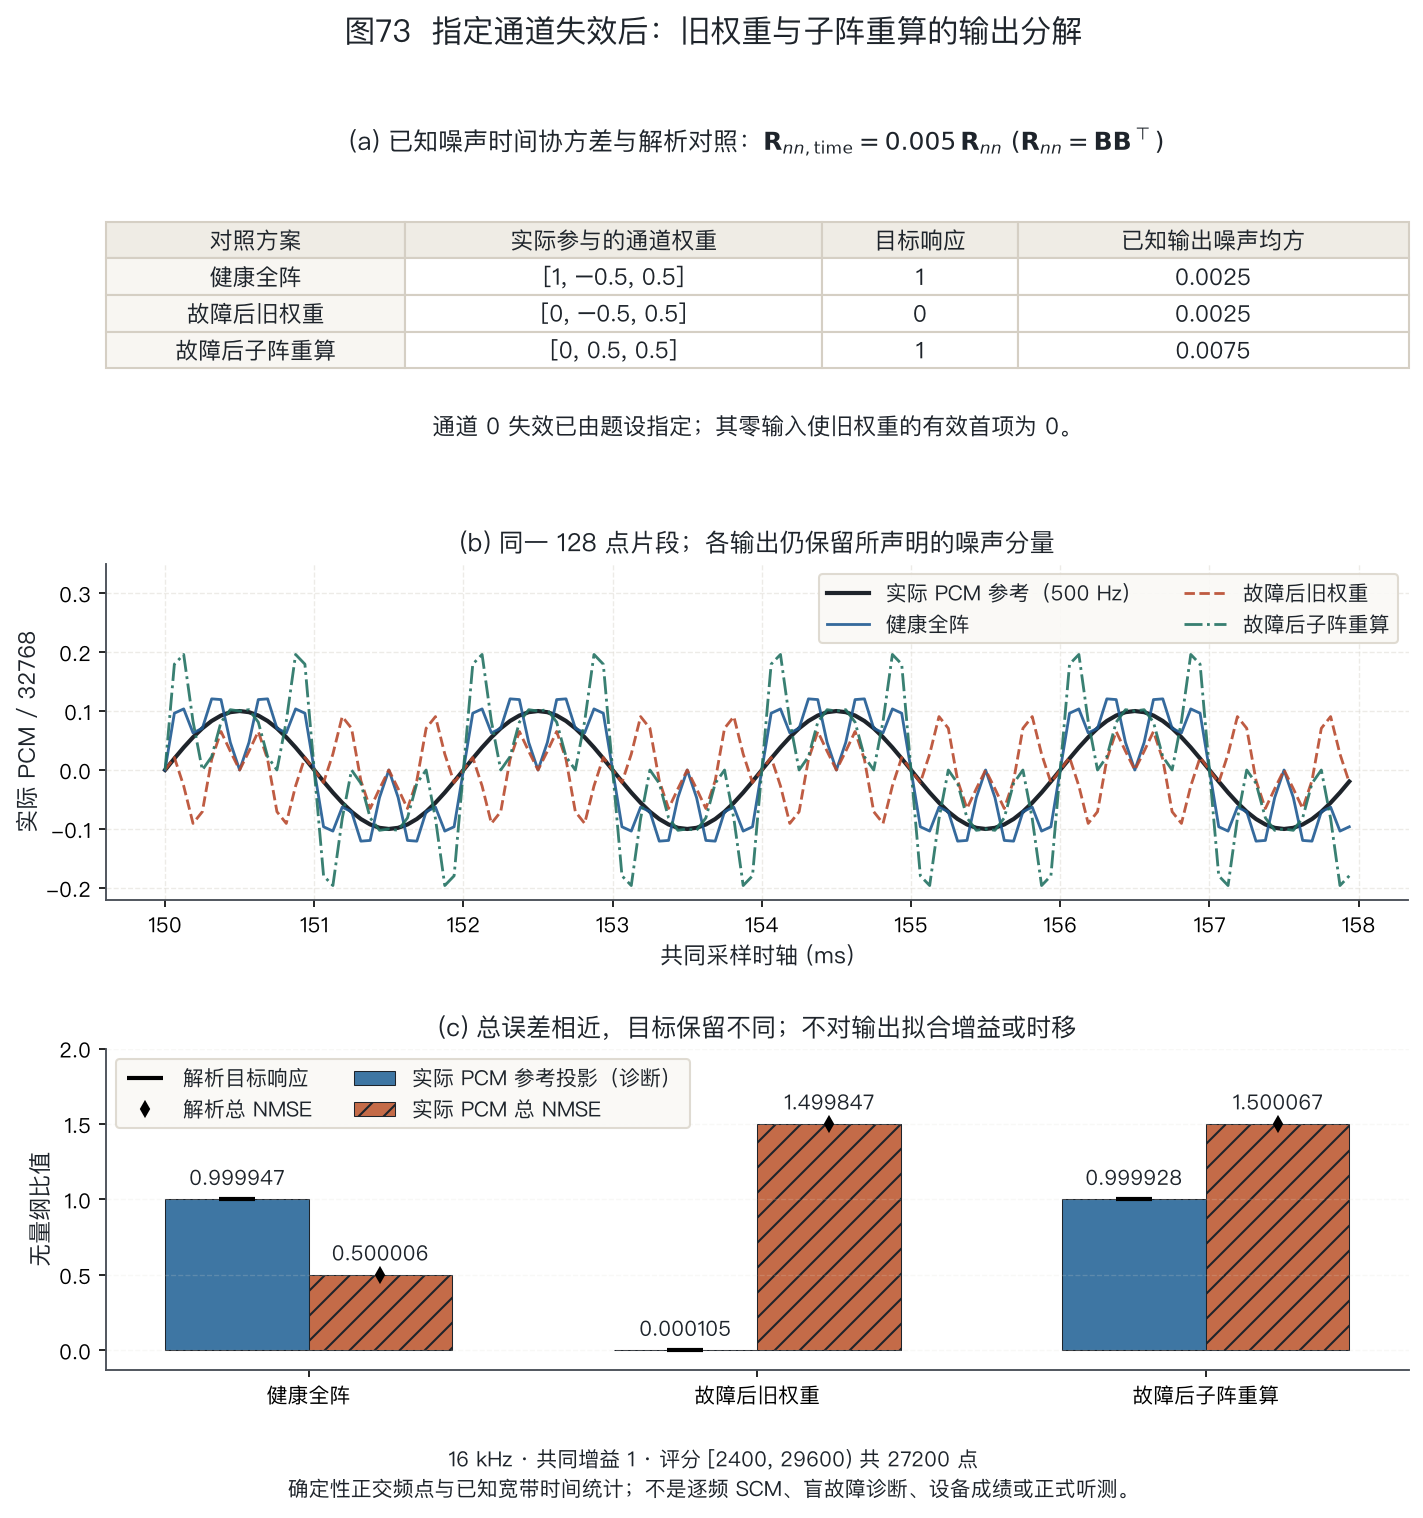 图73 指定通道失效后：旧权重与子阵重算的输出分解
(a) 已知噪声时间协方差与解析对照：R_{nn,time} = 0.005 R_{nn} (R_{nn} = BB^⊤)
对照方案 实际参与的通道权重 目标响应 已知输出噪声均方
健康全阵 [1, −0.5, 0.5] 1 0.0025
故障后旧权重 [0, −0.5, 0.5] 0 0.0025
故障后子阵重算 [0, 0.5, 0.5] 1 0.0075
通道 0 失效已由题设指定；其零输入使旧权重的有效首项为 0。
(b) 同一 128 点片段；各输出仍保留所声明的噪声分量
实际 PCM 参考（500 Hz） 故障后旧权重
健康全阵 故障后子阵重算
实际 PCM / 32768
0.3
0.2
0.1
0.0
−0.1
−0.2
150 151 152 153 154 155 156 157 158
共同采样时轴 (ms)
(c) 总误差相近，目标保留不同；不对输出拟合增益或时移
解析目标响应 实际 PCM 参考投影（诊断）
解析总 NMSE 实际 PCM 总 NMSE
无量纲比值
2.0
1.5
1.0
0.5
0.0
0.999947
0.500006
0.000105
1.499847
0.999928
1.500067
健康全阵 故障后旧权重 故障后子阵重算
16 kHz · 共同增益 1 · 评分 [2400, 29600) 共 27200 点
确定性正交频点与已知宽带时间统计；不是逐频 SCM、盲故障诊断、设备成绩或正式听测。